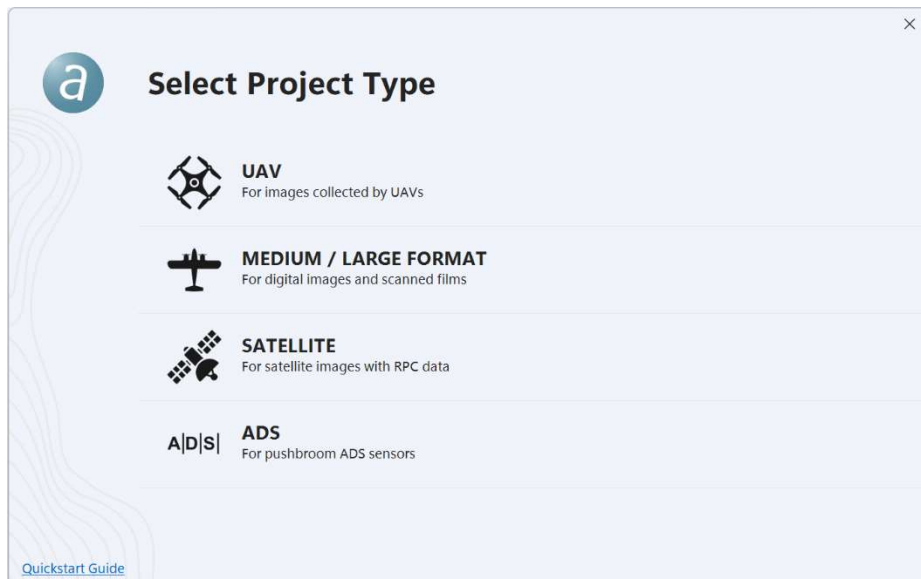 a
Select Project Type
UAV
For images collected by UAVs
MEDIUM / LARGE FORMAT
For digital images and scanned films
SATELLITE
For satellite images with RPC data
A|D|S|
ADS
For pushbroom ADS sensors
Quickstart Guide